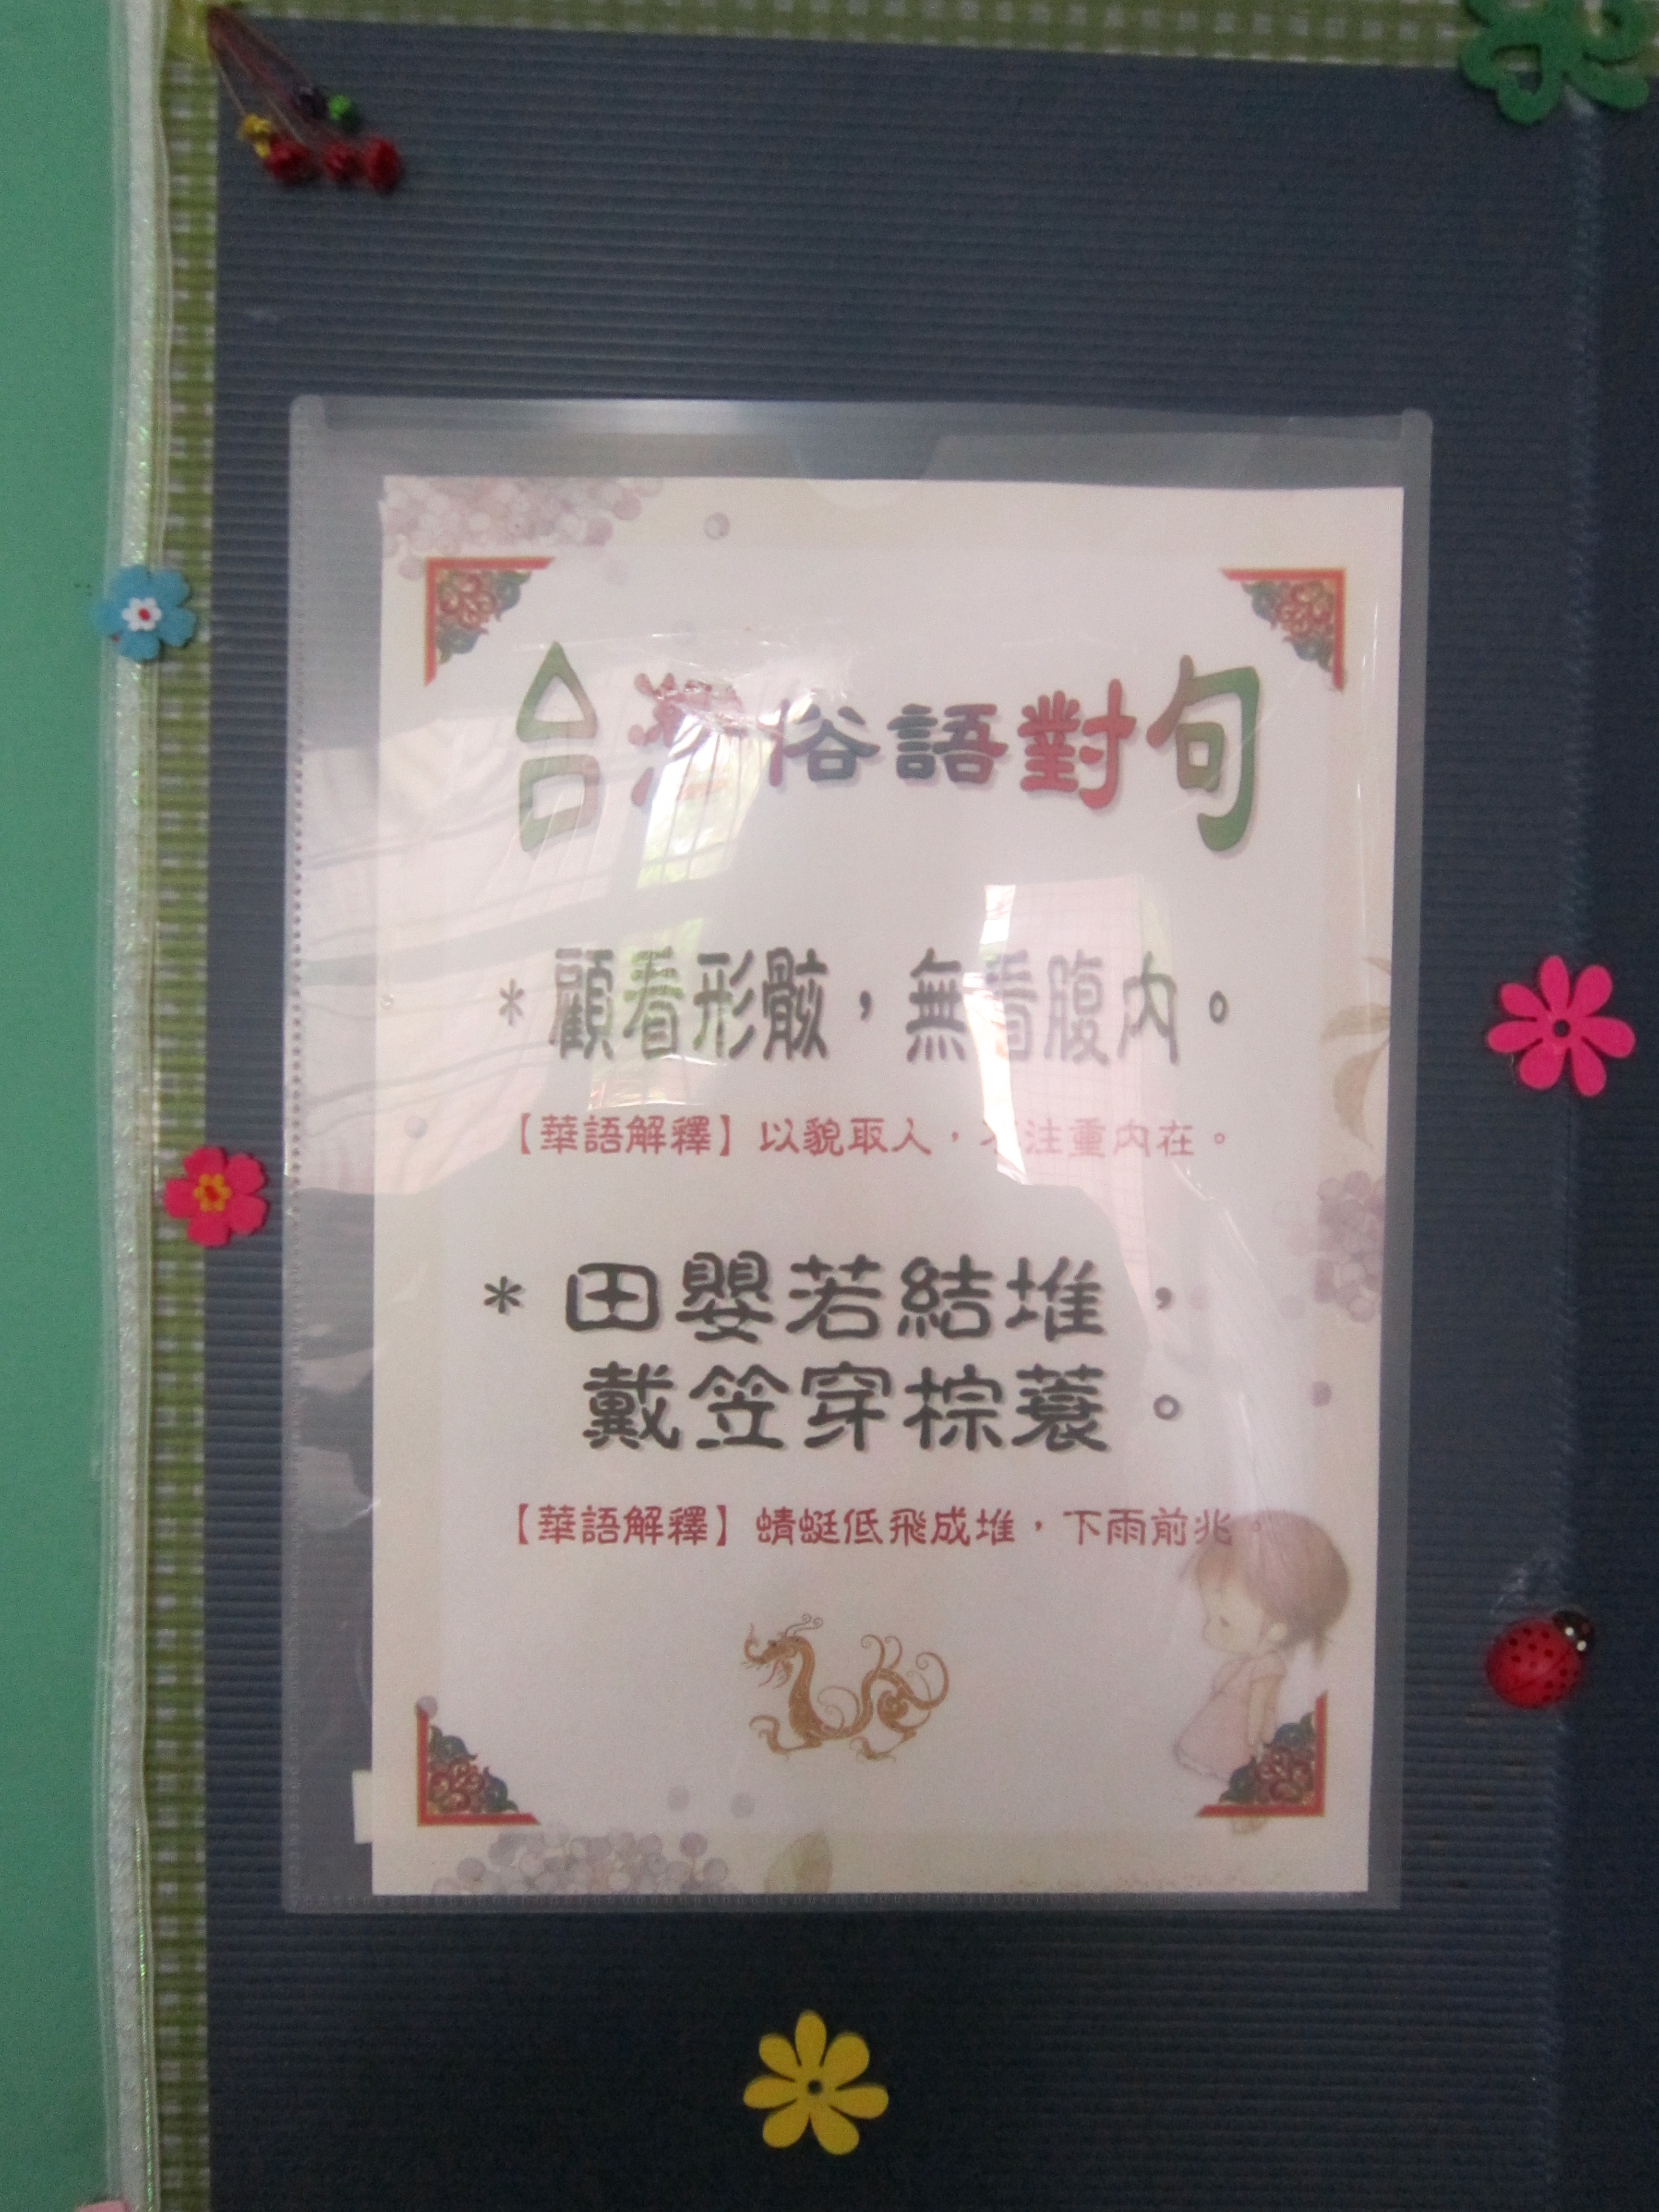 台灣俗語對句
* 顧看形骸，無看腹內。
【華語解釋】以貌取人，不注重內在。
* 田嬰若結堆，
戴笠穿棕蓑。
【華語解釋】蜻蜓低飛成堆，下雨前兆。